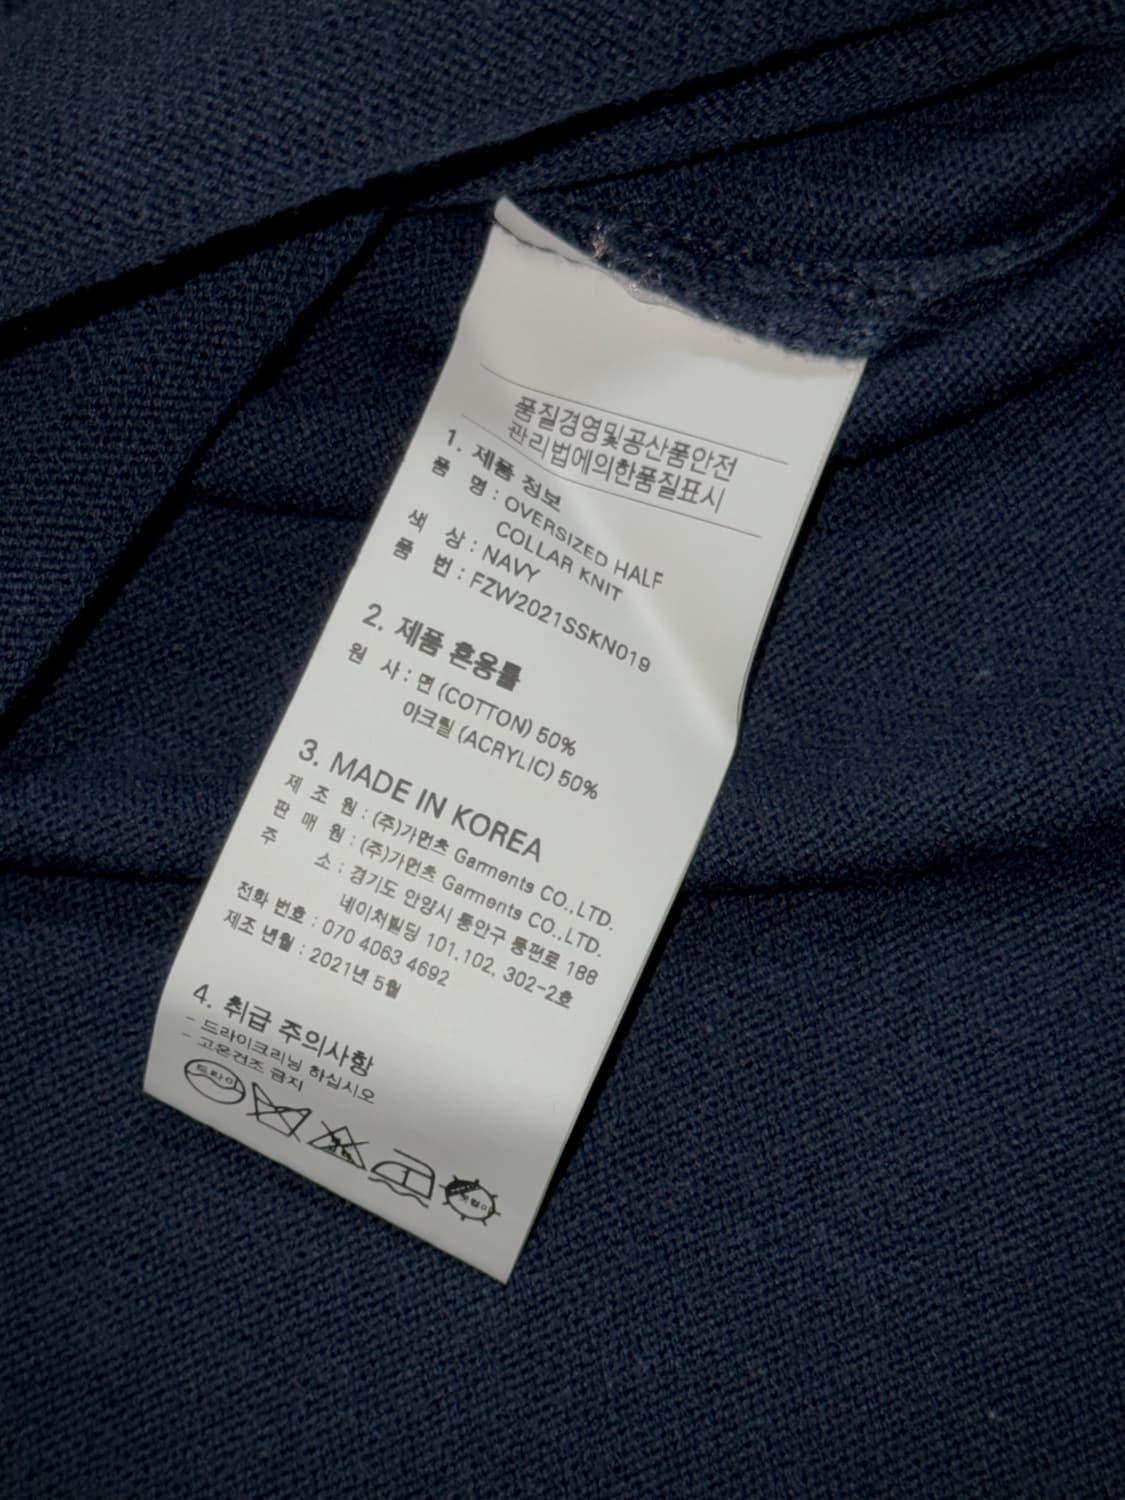 품질경영및공산품안전
관리법에의한품질표시
1. 제품 정보
품 명 : OVERSIZED HALF
COLLAR KNIT
색 상 : NAVY
품 번 : FZW2021SSKN019
2. 제품 혼용률
원 사 : 면 (COTTON) 50%
아크릴 (ACRYLIC) 50%
3. MADE IN KOREA
제 조 원 : (주)가먼츠 Garments CO.,LTD.
판 매 원 : (주)가먼츠 Garments CO.,LTD.
주 소 : 경기도 안양시 동안구 동편로 188
네이처빌딩 101,102, 302-2호
전화 번호 : 070 4063 4692
제조 년월 : 2021년 5월
4. 취급 주의사항
- 드라이크리닝 하십시오
- 고온건조 금지
드라이